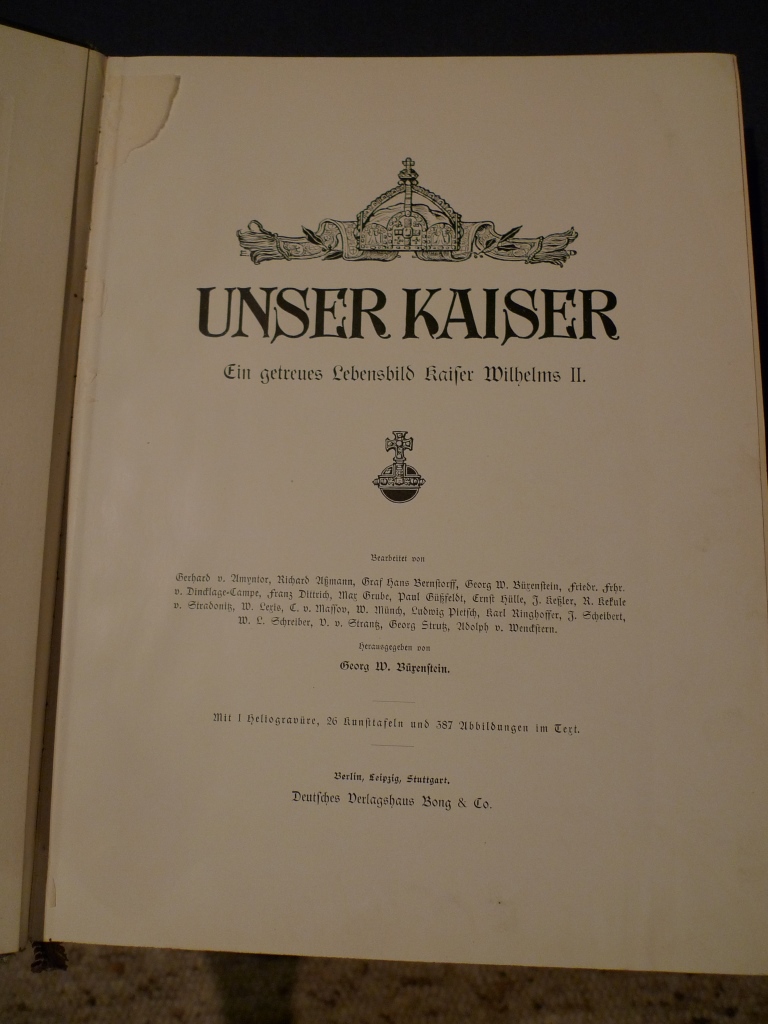 UNSER KAISER
Ein getreues Lebensbild Kaiſer Wilhelms II.
Bearbeitet von
Gerhard v. Amyntor, Richard Aßmann, Graf Hans Bernſtorff, Georg W. Büxenſtein, Friedr. Frhr.
v. Dincklage-Campe, Franz Dittrich, Max Grube, Paul Güßfeldt, Ernſt Hülle, J. Keßler, R. Kekule
v. Stradonitz, W. Lexis, C. v. Maſſow, W. Münch, Ludwig Pietſch, Karl Ringhoffer, J. Scheibert,
W. L. Schreiber, V. v. Strantz, Georg Strutz, Adolph v. Wenckſtern.
Herausgegeben von
Georg W. Büxenſtein.
Mit 1 Heliogravüre, 26 Kunſttafeln und 387 Abbildungen im Text.
Berlin, Leipzig, Stuttgart.
Deutſches Verlagshaus Bong & Co.